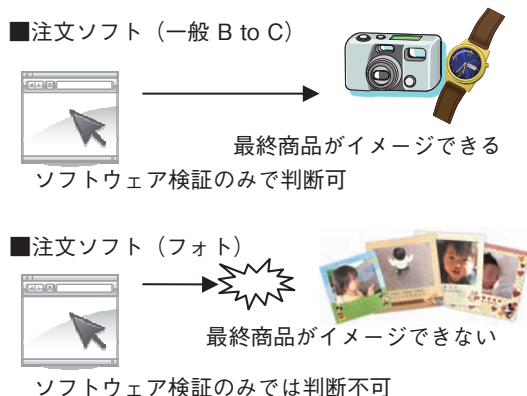 ■注文ソフト（一般 B to C）
最終商品がイメージできる
ソフトウェア検証のみで判断可
■注文ソフト（フォト）
最終商品がイメージできない
ソフトウェア検証のみでは判断不可